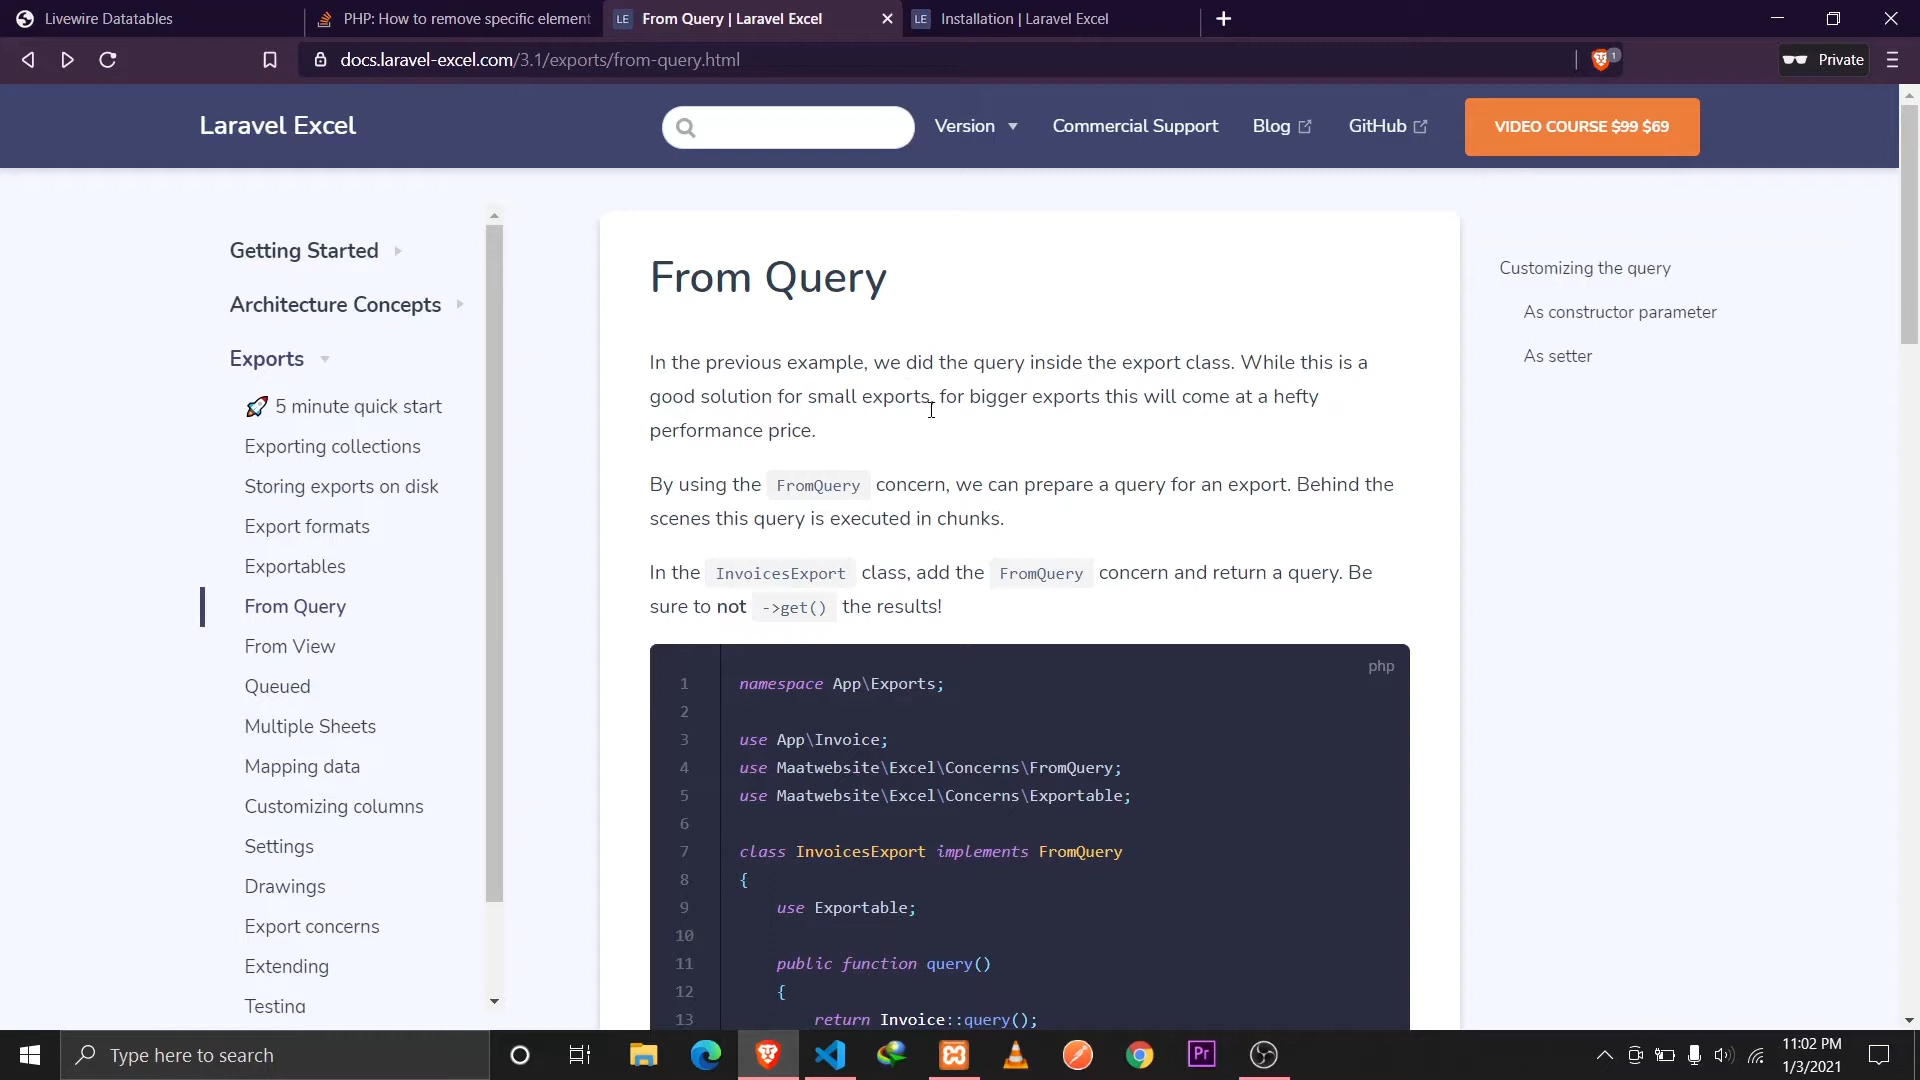 Livewire Datatables
PHP: How to remove specific element
LE From Query | Laravel Excel
LE Installation | Laravel Excel
docs.laravel-excel.com/3.1/exports/from-query.html
1
Private
Laravel Excel
Version
Commercial Support
Blog
GitHub
VIDEO COURSE $99 $69
Getting Started
Architecture Concepts
Exports
5 minute quick start
Exporting collections
Storing exports on disk
Export formats
Exportables
From Query
From View
Queued
Multiple Sheets
Mapping data
Customizing columns
Settings
Drawings
Export concerns
Extending
Testing
From Query
In the previous example, we did the query inside the export class. While this is a
good solution for small exports, for bigger exports this will come at a hefty
performance price.
By using the FromQuery concern, we can prepare a query for an export. Behind the
scenes this query is executed in chunks.
In the InvoicesExport class, add the FromQuery concern and return a query. Be
sure to not ->get() the results!
php
1 namespace App\Exports;
2
3 use App\Invoice;
4 use Maatwebsite\Excel\Concerns\FromQuery;
5 use Maatwebsite\Excel\Concerns\Exportable;
6
7 class InvoicesExport implements FromQuery
8 {
9 use Exportable;
10
11 public function query()
12 {
13 return Invoice::query();
Customizing the query
As constructor parameter
As setter
Type here to search
Pr
11:02 PM
1/3/2021